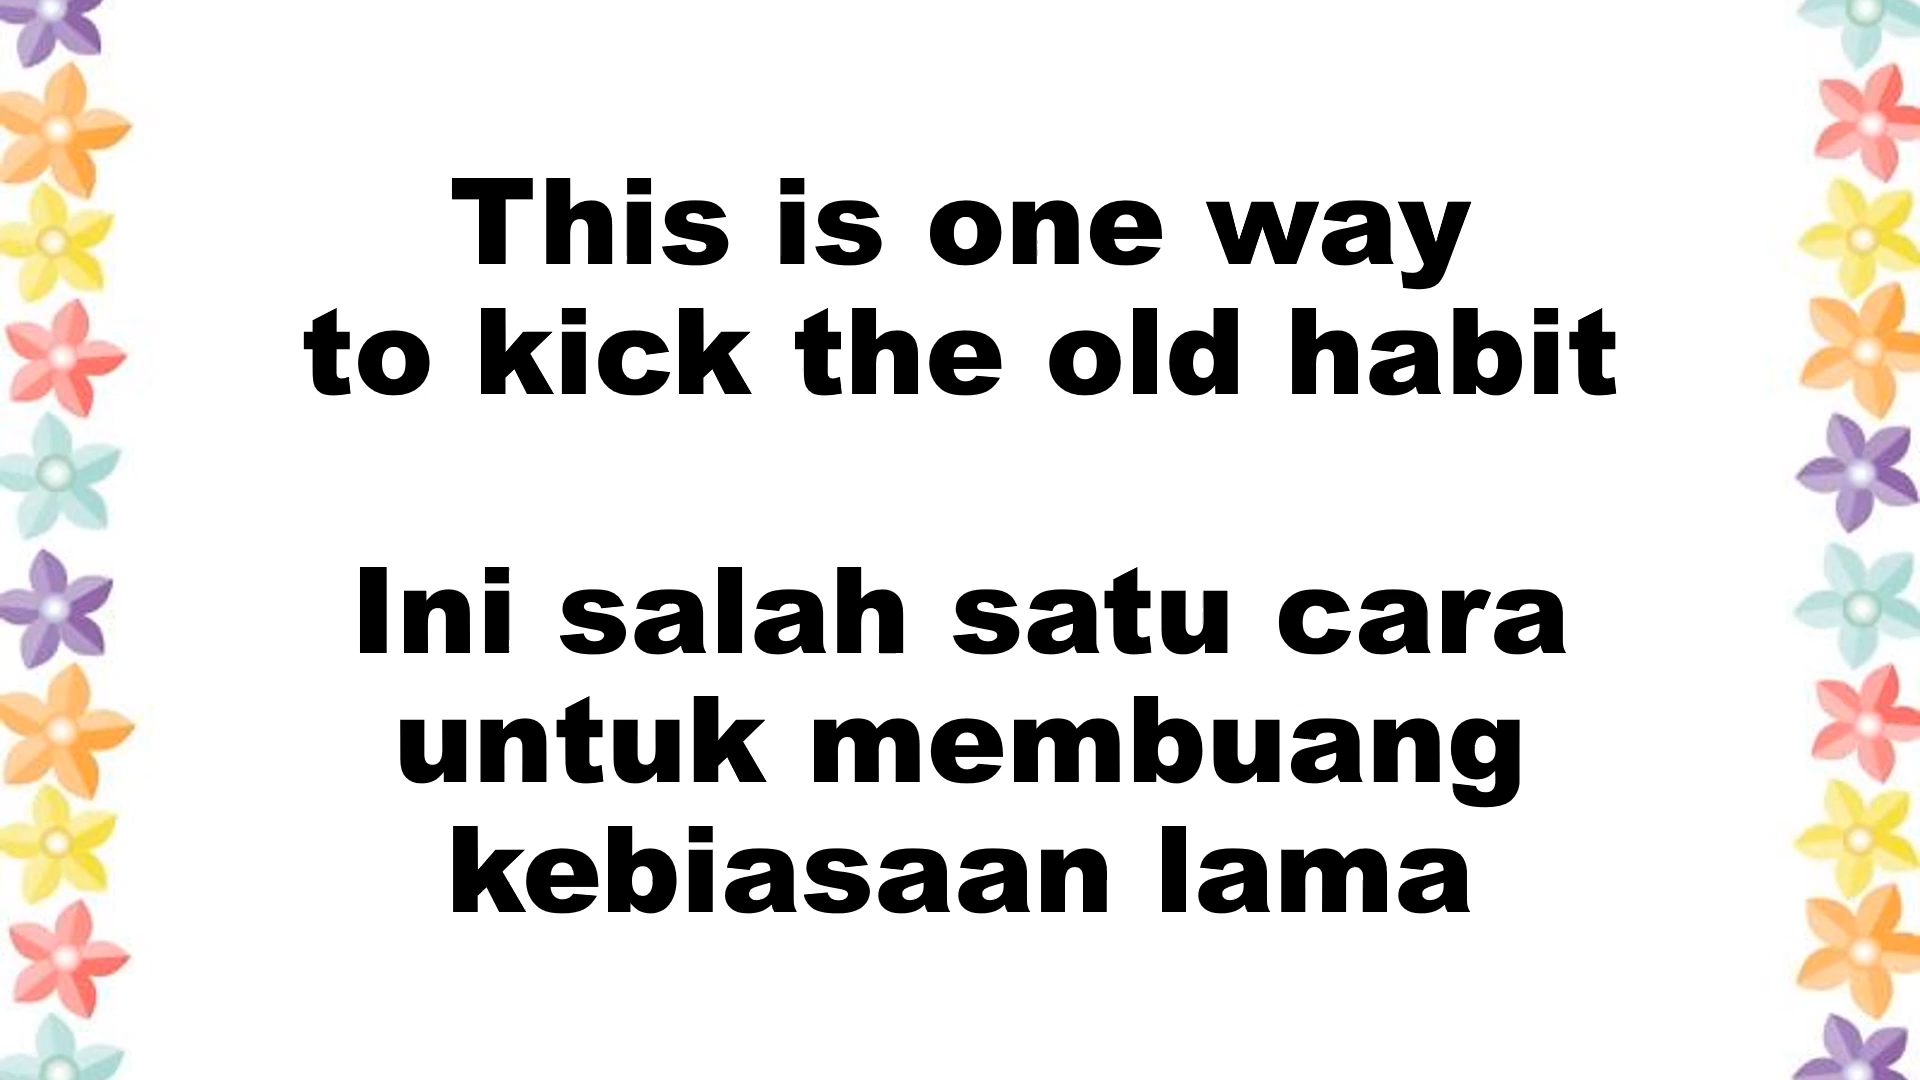 This is one way
to kick the old habit
Ini salah satu cara
untuk membuang
kebiasaan lama